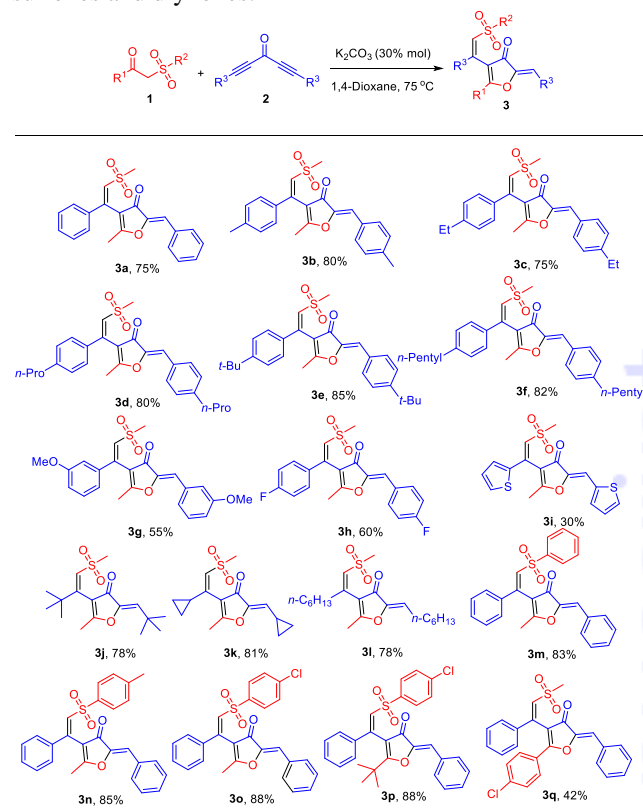 O O O R² R¹ S O 1 + R³ O R³ 2 K₂CO₃ (30% mol) 1,4-Dioxane, 75 °C O O S R² O R³ R¹ O R³ 3
3a, 75% 3b, 80% Et Et 3c, 75%
n-Pro n-Pro 3d, 80% t-Bu t-Bu 3e, 85% n-Pentyl n-Penty 3f, 82%
MeO OMe 3g, 55% F F 3h, 60% S S 3i, 30%
3j, 78% 3k, 81% n-C6H13 n-C6H13 3l, 78% 3m, 83%
3n, 85% Cl 3o, 88% Cl 3p, 88% Cl 3q, 42%